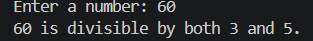 Enter a number: 60
60 is divisible by both 3 and 5.